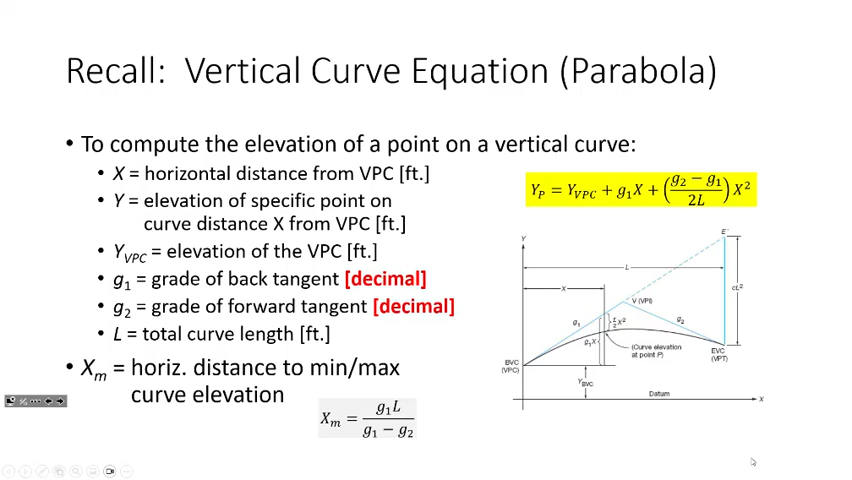 Recall: Vertical Curve Equation (Parabola)
• To compute the elevation of a point on a vertical curve:
• X = horizontal distance from VPC [ft.]
• Y = elevation of specific point on
curve distance X from VPC [ft.]
• Y_VPC = elevation of the VPC [ft.]
• g₁ = grade of back tangent [decimal]
• g₂ = grade of forward tangent [decimal]
• L = total curve length [ft.]
• Xₘ = horiz. distance to min/max
curve elevation
Xₘ = g₁L / (g₁ − g₂)
Y_P = Y_VPC + g₁X + ((g₂ − g₁) / 2L) X²
Y
E'
L
X
cL²
V (VPI)
g₁
r/2 X²
g₂
g₁X
(Curve elevation
at point P)
EVC
(VPT)
BVC
(VPC)
Y_BVC
Datum
X